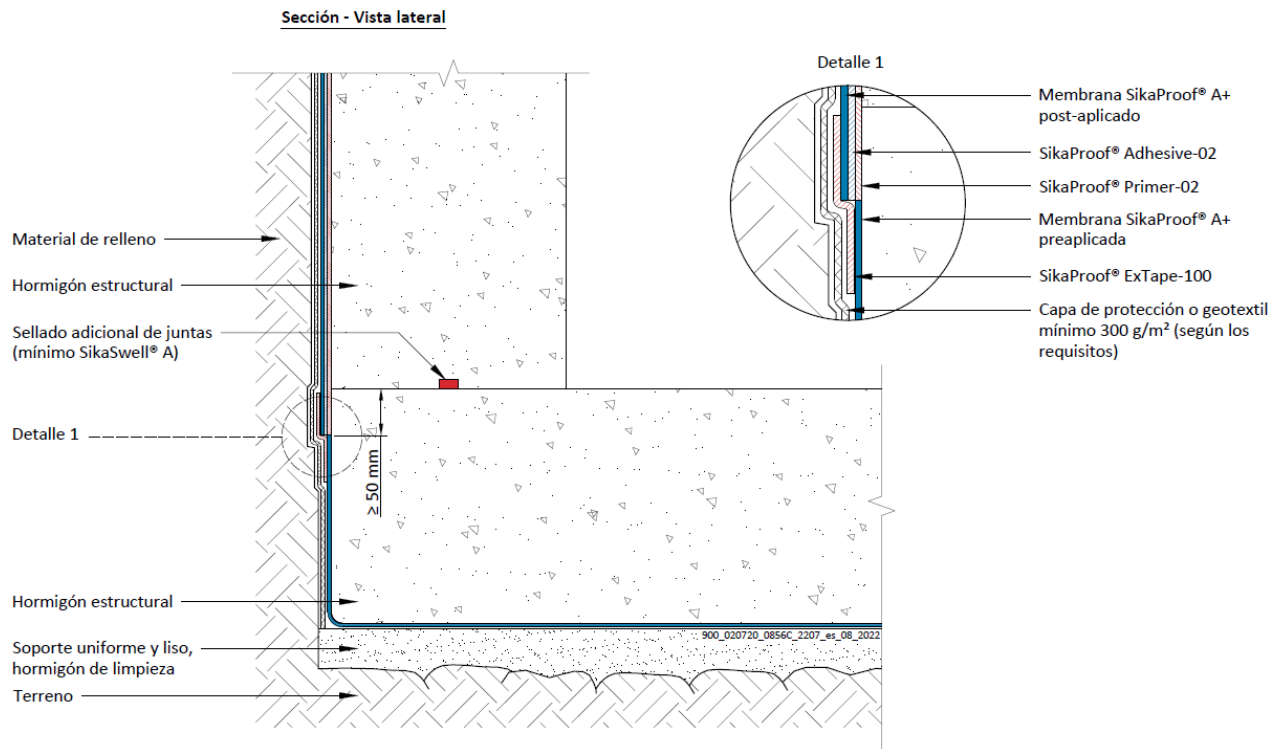 Sección - Vista lateral
Detalle 1
Membrana SikaProof® A+
post-aplicado
SikaProof® Adhesive-02
SikaProof® Primer-02
Membrana SikaProof® A+
preaplicada
SikaProof® ExTape-100
Capa de protección o geotextil
mínimo 300 g/m² (según los
requisitos)
Material de relleno
Hormigón estructural
Sellado adicional de juntas
(mínimo SikaSwell® A)
Detalle 1
≥ 50 mm
Hormigón estructural
900_020720_0856C_2207_es_08_2022
Soporte uniforme y liso,
hormigón de limpieza
Terreno